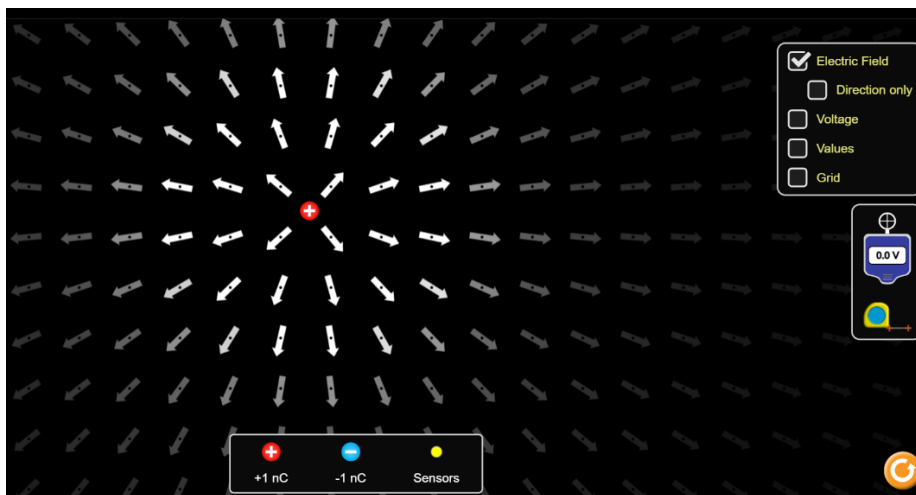 Electric Field
Direction only
Voltage
Values
Grid
0.0 V
+1 nC
-1 nC
Sensors